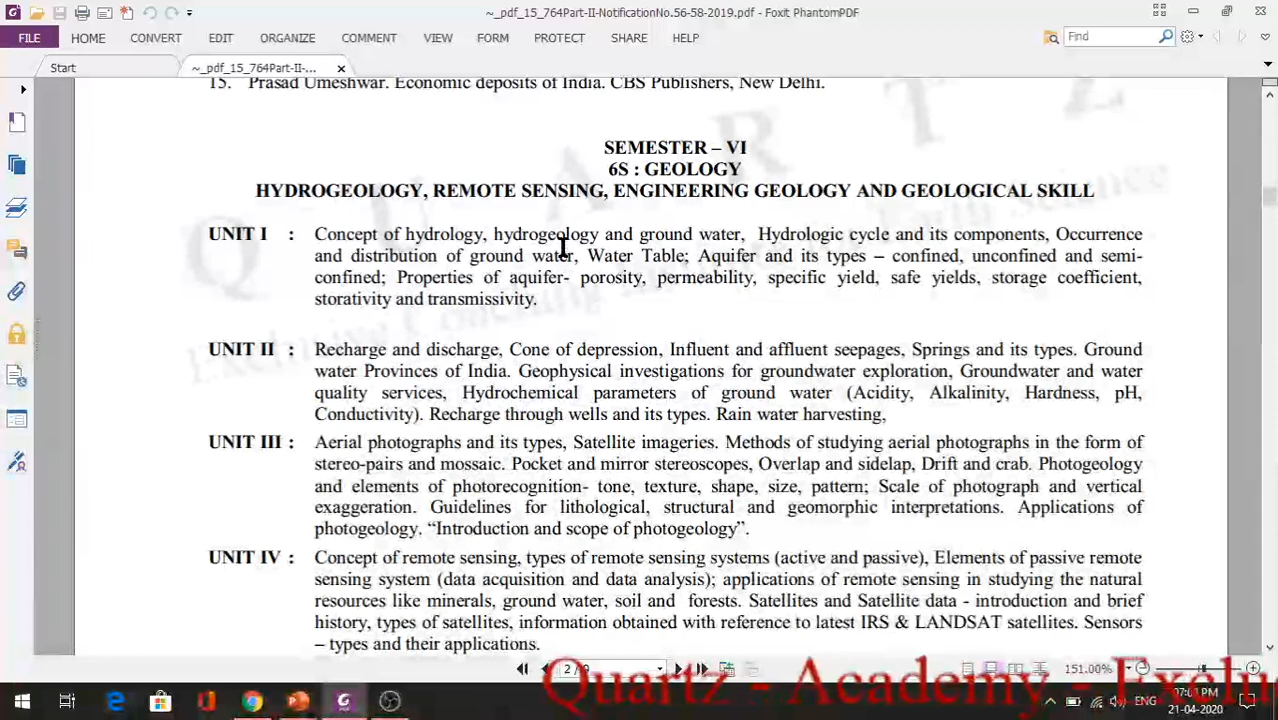 ~_pdf_15_764Part-II-NotificationNo.56-58-2019.pdf - Foxit PhantomPDF
FILE HOME CONVERT EDIT ORGANIZE COMMENT VIEW FORM PROTECT SHARE HELP Find
Start ~_pdf_15_764Part-II-...
15. Prasad Umeshwar. Economic deposits of India. CBS Publishers, New Delhi.
QUARTZ
SEMESTER – VI
6S : GEOLOGY
HYDROGEOLOGY, REMOTE SENSING, ENGINEERING GEOLOGY AND GEOLOGICAL SKILL
UNIT I : Concept of hydrology, hydrogeology and ground water, Hydrologic cycle and its components, Occurrence
and distribution of ground water, Water Table; Aquifer and its types – confined, unconfined and semi-
confined; Properties of aquifer- porosity, permeability, specific yield, safe yields, storage coefficient,
storativity and transmissivity.
UNIT II : Recharge and discharge, Cone of depression, Influent and affluent seepages, Springs and its types. Ground
water Provinces of India. Geophysical investigations for groundwater exploration, Groundwater and water
quality services, Hydrochemical parameters of ground water (Acidity, Alkalinity, Hardness, pH,
Conductivity). Recharge through wells and its types. Rain water harvesting,
UNIT III : Aerial photographs and its types, Satellite imageries. Methods of studying aerial photographs in the form of
stereo-pairs and mossaic. Pocket and mirror stereoscopes, Overlap and sidelap, Drift and crab. Photogeology
and elements of photorecognition- tone, texture, shape, size, pattern; Scale of photograph and vertical
exaggeration. Guidelines for lithological, structural and geomorphic interpretations. Applications of
photogeology. “Introduction and scope of photogeology”.
UNIT IV : Concept of remote sensing, types of remote sensing systems (active and passive), Elements of passive remote
sensing system (data acquisition and data analysis); applications of remote sensing in studying the natural
resources like minerals, ground water, soil and forests. Satellites and Satellite data - introduction and brief
history, types of satellites, information obtained with reference to latest IRS & LANDSAT satellites. Sensors
– types and their applications.
151.00%
Quartz - Academy - Exclu
ENG
21-04-2020